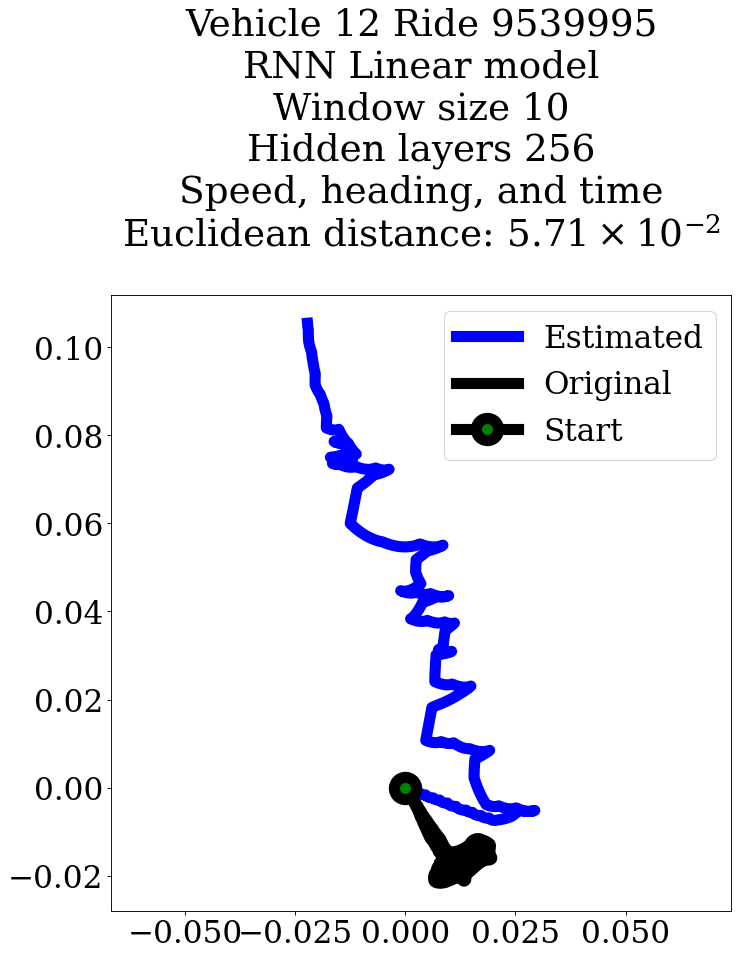 Vehicle 12 Ride 9539995
RNN Linear model
Window size 10
Hidden layers 256
Speed, heading, and time
Euclidean distance: 5.71 × 10⁻²
Estimated
Original
Start
0.10
0.08
0.06
0.04
0.02
0.00
−0.02
−0.050 −0.025 0.000 0.025 0.050